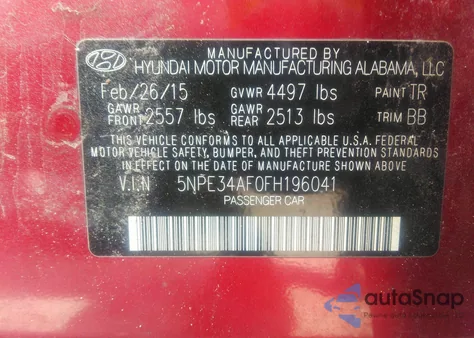 MANUFACTURED BY
HYUNDAI MOTOR MANUFACTURING ALABAMA, LLC
Feb/26/15 GVWR 4497 lbs PAINT TR
GAWR FRONT 2557 lbs GAWR REAR 2513 lbs TRIM BB
THIS VEHICLE CONFORMS TO ALL APPLICABLE U.S.A. FEDERAL
MOTOR VEHICLE SAFETY, BUMPER, AND THEFT PREVENTION STANDARDS
IN EFFECT ON THE DATE OF MANUFACTURE SHOWN ABOVE.
V.I.N 5NPE34AF0FH196041
PASSENGER CAR
autoSnap